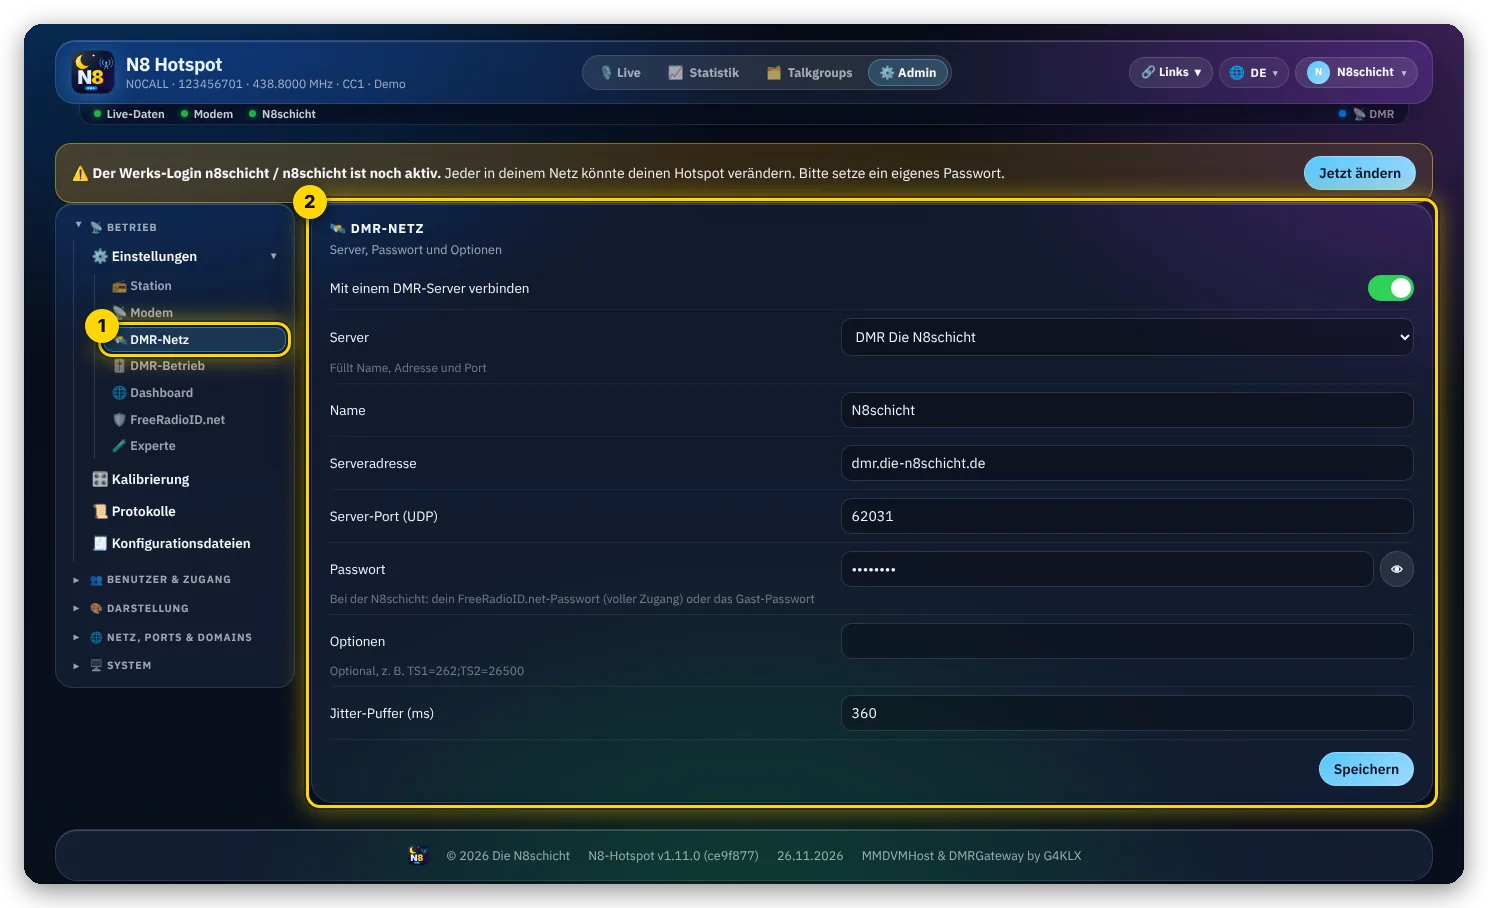 N8 Hotspot
N0CALL · 123456701 · 438.8000 MHz · CC1 · Demo
Live
Statistik
Talkgroups
Admin
Links ▾
DE ▾
N N8schicht ▾
Live-Daten
Modem
N8schicht
DMR
Der Werks-Login n8schicht / n8schicht ist noch aktiv. Jeder in deinem Netz könnte deinen Hotspot verändern. Bitte setze ein eigenes Passwort.
Jetzt ändern
BETRIEB
Einstellungen
Station
Modem
1
DMR-Netz
DMR-Betrieb
Dashboard
FreeRadioID.net
Experte
Kalibrierung
Protokolle
Konfigurationsdateien
BENUTZER & ZUGANG
DARSTELLUNG
NETZ, PORTS & DOMAINS
SYSTEM
2
DMR-NETZ
Server, Passwort und Optionen
Mit einem DMR-Server verbinden
Server
DMR Die N8schicht
Füllt Name, Adresse und Port
Name
N8schicht
Serveradresse
dmr.die-n8schicht.de
Server-Port (UDP)
62031
Passwort
••••••••
Bei der N8schicht: dein FreeRadioID.net-Passwort (voller Zugang) oder das Gast-Passwort
Optionen
Optional, z. B. TS1=262;TS2=26500
Jitter-Puffer (ms)
360
Speichern
N8
© 2026 Die N8schicht
N8-Hotspot v1.11.0 (ce9f877)
26.11.2026
MMDVMHost & DMRGateway by G4KLX